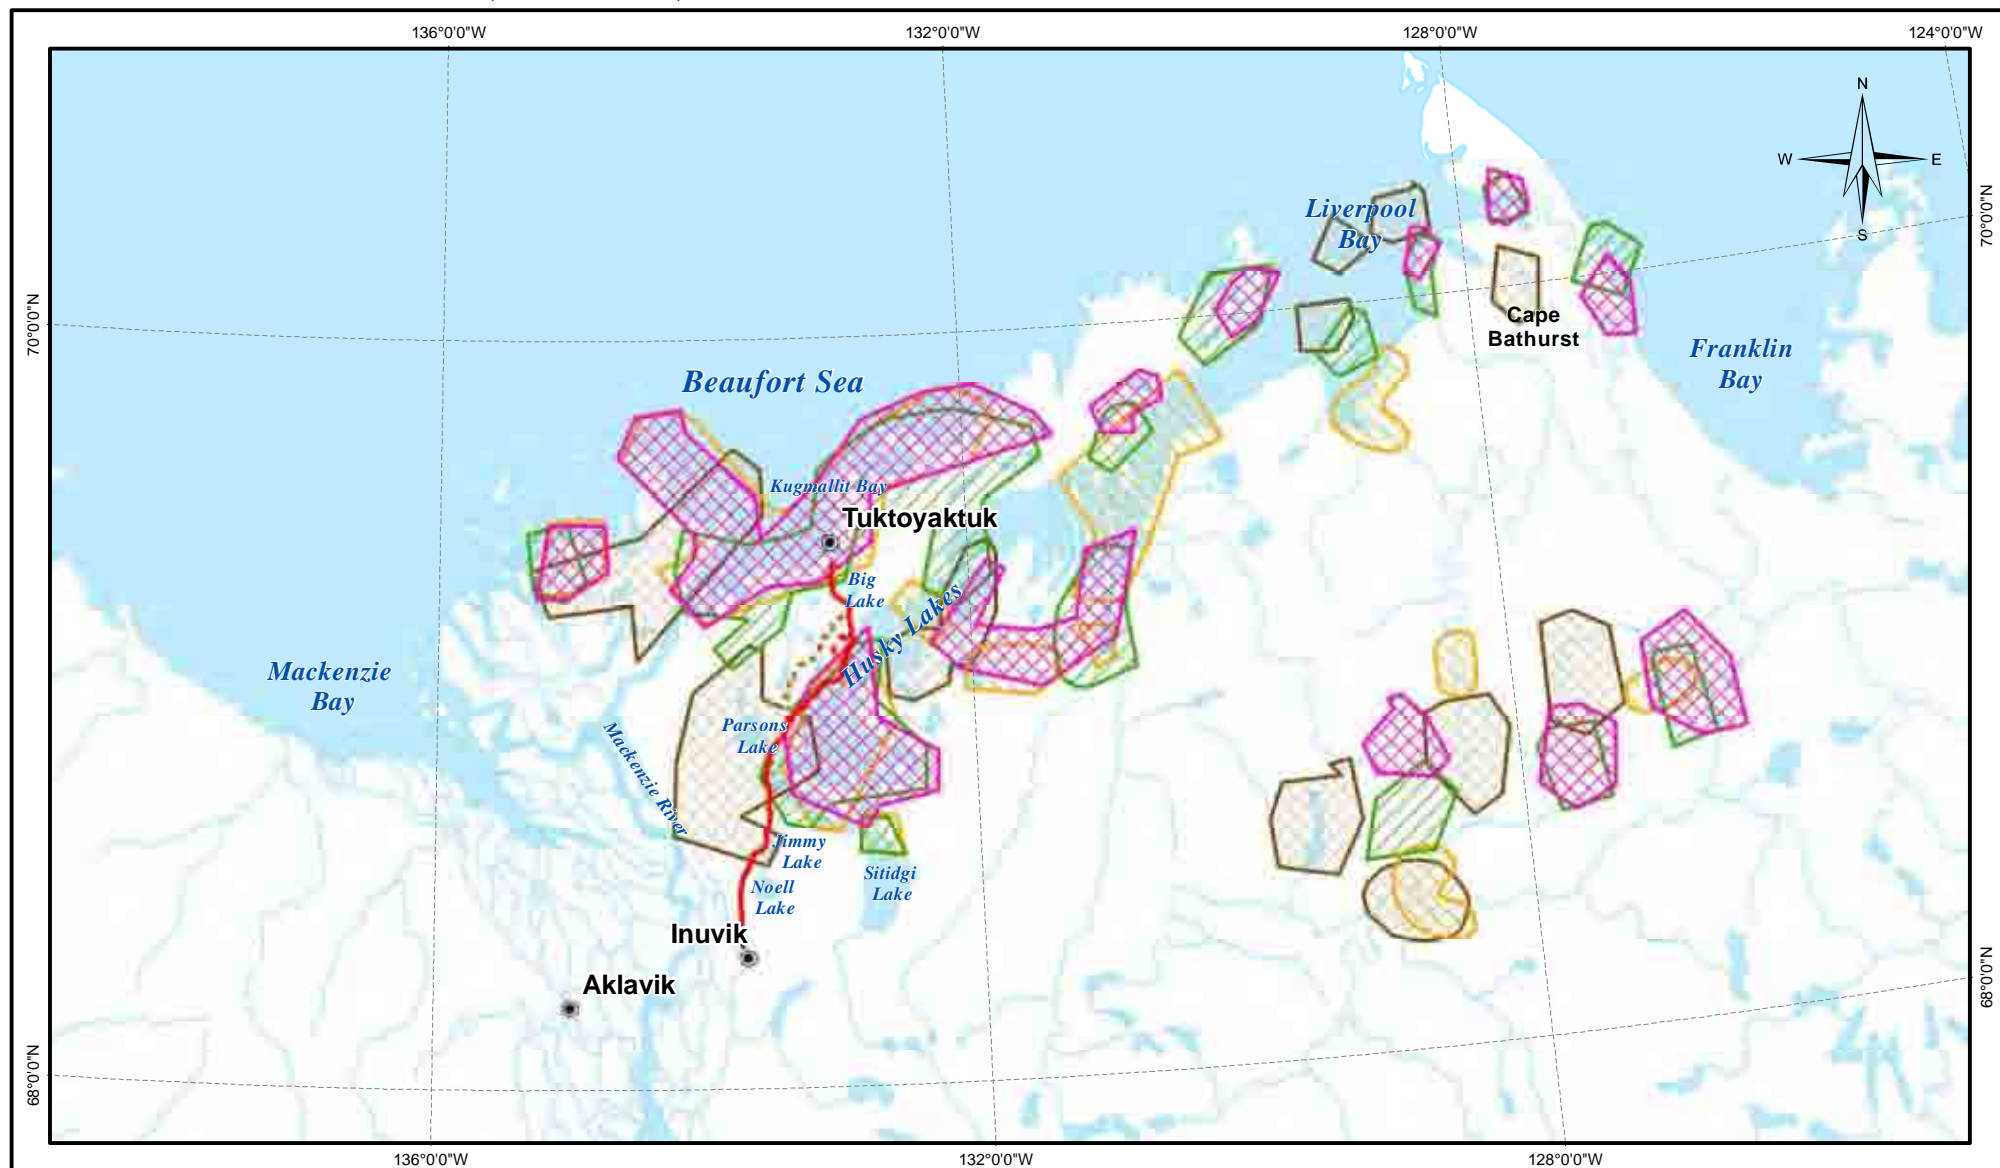 136°0'0"W
132°0'0"W
128°0'0"W
124°0'0"W
N
W
E
S
70°0'0"N
70°0'0"N
Liverpool
Bay
Cape
Bathurst
Franklin
Bay
Beaufort Sea
Kugmallit Bay
Tuktoyaktuk
Big
Lake
Husky Lakes
Mackenzie
Bay
Parsons
Lake
Mackenzie River
Jimmy
Lake
Sitidgi
Lake
Noell
Lake
Inuvik
Aklavik
68°0'0"N
68°0'0"N
136°0'0"W
132°0'0"W
128°0'0"W